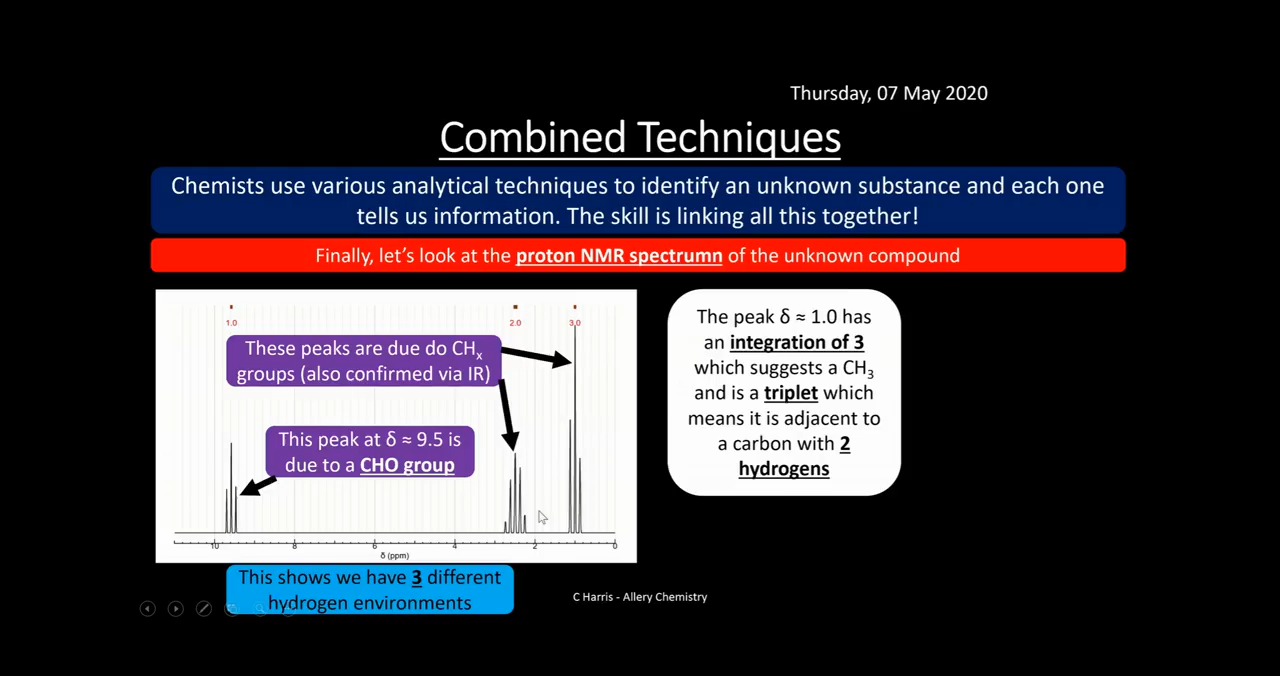 Thursday, 07 May 2020
Combined Techniques
Chemists use various analytical techniques to identify an unknown substance and each one
tells us information. The skill is linking all this together!
Finally, let's look at the proton NMR spectrumn of the unknown compound
1.0 2.0 3.0
These peaks are due do CHx
groups (also confirmed via IR)
This peak at δ ≈ 9.5 is
due to a CHO group
10 8 6 4 2 0
δ (ppm)
This shows we have 3 different
hydrogen environments
The peak δ ≈ 1.0 has
an integration of 3
which suggests a CH3
and is a triplet which
means it is adjacent to
a carbon with 2
hydrogens
C Harris - Allery Chemistry